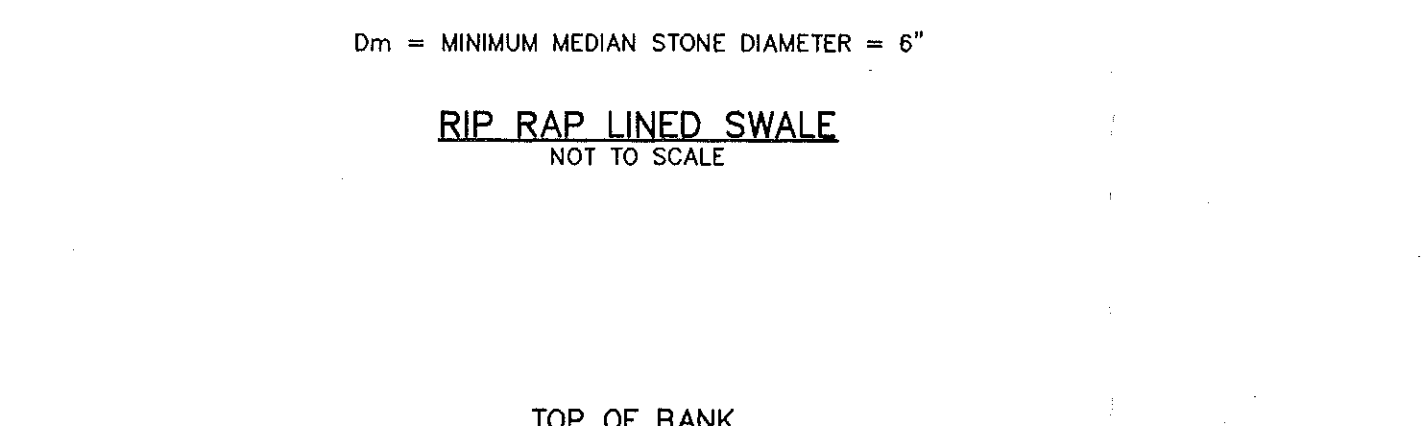 Dm = MINIMUM MEDIAN STONE DIAMETER = 6"
RIP RAP LINED SWALE
NOT TO SCALE
TOP OF BANK